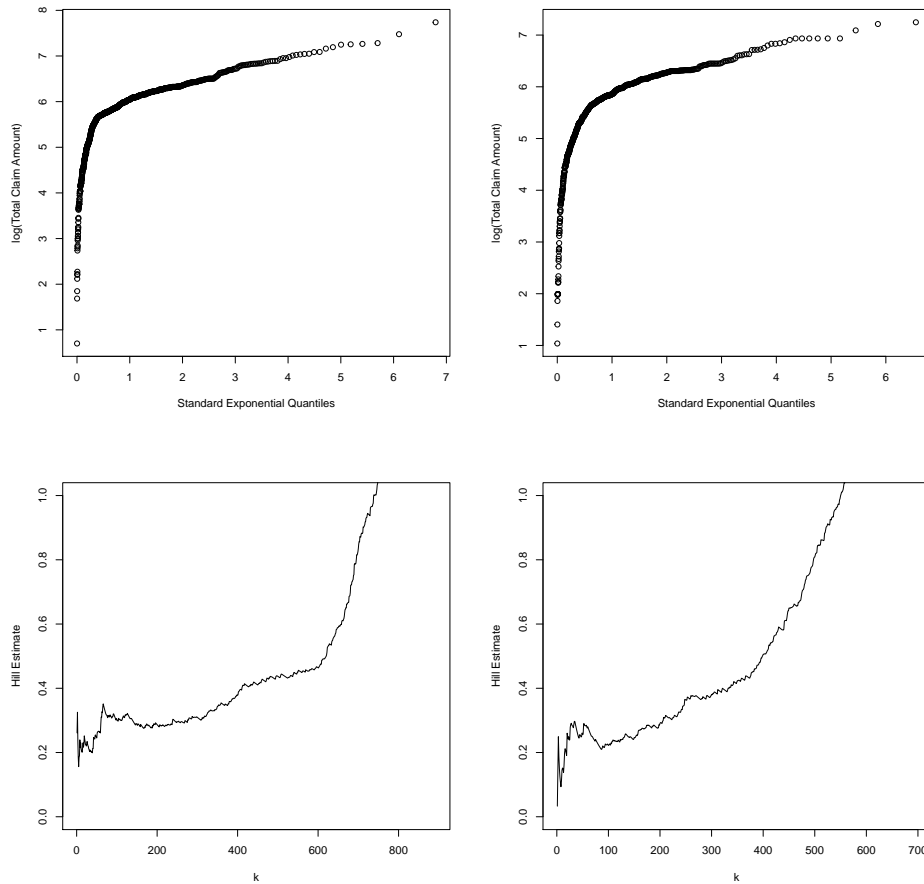 8
7
6
5
4
3
2
1
log(Total Claim Amount)
0 1 2 3 4 5 6 7
Standard Exponential Quantiles
7
6
5
4
3
2
1
log(Total Claim Amount)
0 1 2 3 4 5 6
Standard Exponential Quantiles
1.0
0.8
0.6
0.4
0.2
0.0
Hill Estimate
0 200 400 600 800
k
1.0
0.8
0.6
0.4
0.2
0.0
Hill Estimate
0 100 200 300 400 500 600 700
k